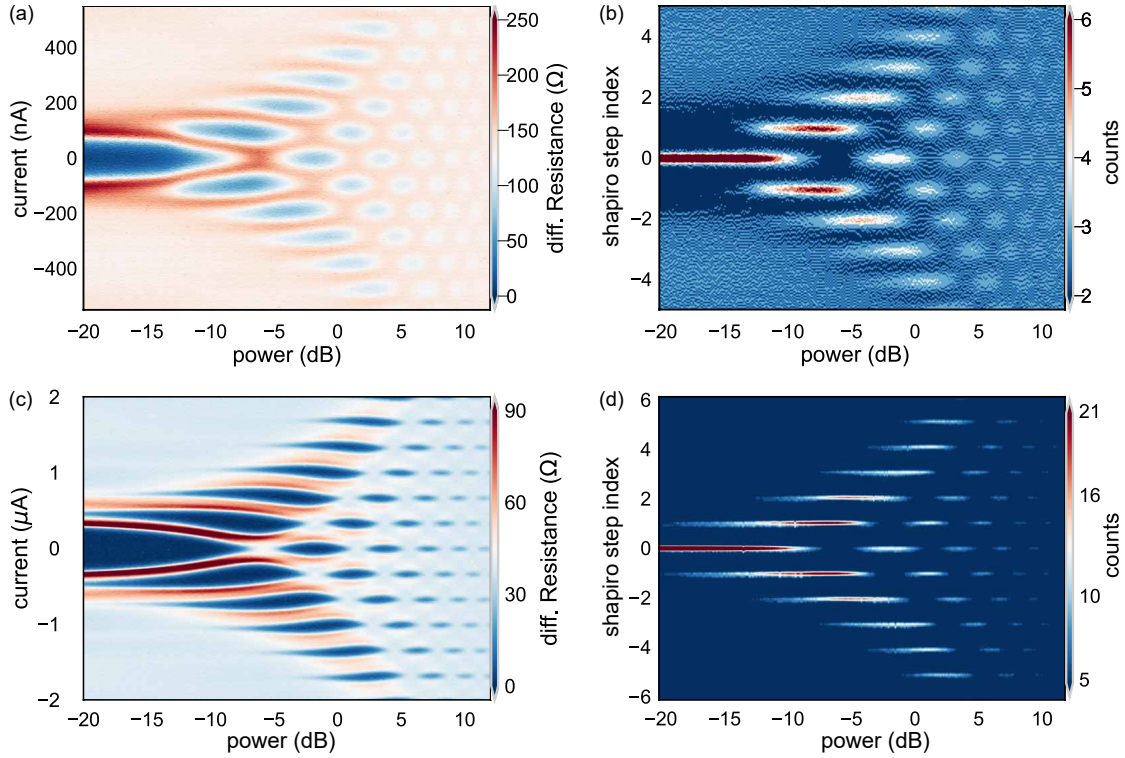 (a)
current (nA)
400
200
0
−200
−400
−20 −15 −10 −5 0 5 10
power (dB)
250
200
150
100
50
0
diff. Resistance (Ω)
(b)
shapiro step index
4
2
0
−2
−4
−20 −15 −10 −5 0 5 10
power (dB)
6
5
4
3
2
counts
(c)
current (μA)
2
1
0
-1
−2
−20 −15 −10 −5 0 5 10
power (dB)
90
60
30
0
diff. Resistance (Ω)
(d)
shapiro step index
6
4
2
0
−2
−4
−6
−20 −15 −10 −5 0 5 10
power (dB)
21
16
10
5
counts